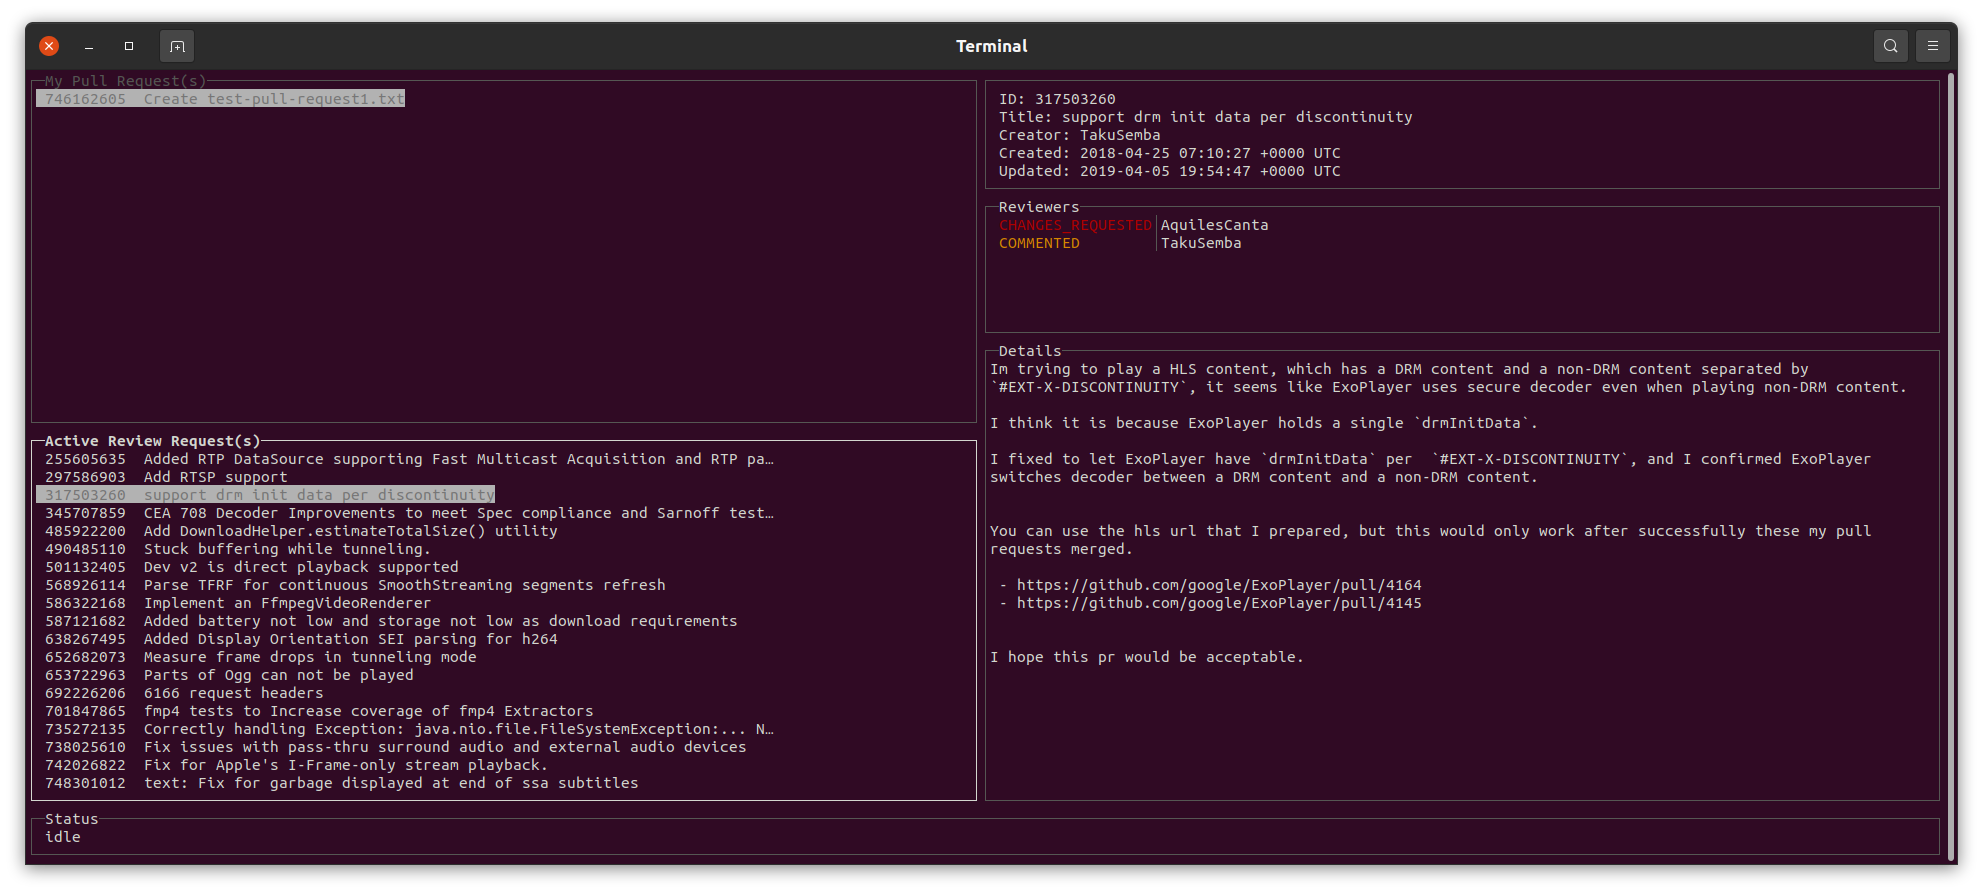 Terminal
My Pull Request(s)
746162605 Create test-pull-request1.txt
Active Review Request(s)
255605635 Added RTP DataSource supporting Fast Multicast Acquisition and RTP pa…
297586903 Add RTSP support
317503260 support drm init data per discontinuity
345707859 CEA 708 Decoder Improvements to meet Spec compliance and Sarnoff test…
485922200 Add DownloadHelper.estimateTotalSize() utility
490485110 Stuck buffering while tunneling.
501132405 Dev v2 is direct playback supported
568926114 Parse TFRF for continuous SmoothStreaming segments refresh
586322168 Implement an FfmpegVideoRenderer
587121682 Added battery not low and storage not low as download requirements
638267495 Added Display Orientation SEI parsing for h264
652682073 Measure frame drops in tunneling mode
653722963 Parts of Ogg can not be played
692226206 6166 request headers
701847865 fmp4 tests to Increase coverage of fmp4 Extractors
735272135 Correctly handling Exception: java.nio.file.FileSystemException:... N…
738025610 Fix issues with pass-thru surround audio and external audio devices
742026822 Fix for Apple's I-Frame-only stream playback.
748301012 text: Fix for garbage displayed at end of ssa subtitles
ID: 317503260
Title: support drm init data per discontinuity
Creator: TakuSemba
Created: 2018-04-25 07:10:27 +0000 UTC
Updated: 2019-04-05 19:54:47 +0000 UTC
Reviewers
CHANGES_REQUESTED AquilesCanta
COMMENTED TakuSemba
Details
Im trying to play a HLS content, which has a DRM content and a non-DRM content separated by
`#EXT-X-DISCONTINUITY`, it seems like ExoPlayer uses secure decoder even when playing non-DRM content.
I think it is because ExoPlayer holds a single `drmInitData`.
I fixed to let ExoPlayer have `drmInitData` per  `#EXT-X-DISCONTINUITY`, and I confirmed ExoPlayer
switches decoder between a DRM content and a non-DRM content.
You can use the hls url that I prepared, but this would only work after successfully these my pull
requests merged.
- https://github.com/google/ExoPlayer/pull/4164
- https://github.com/google/ExoPlayer/pull/4145
I hope this pr would be acceptable.
Status
idle